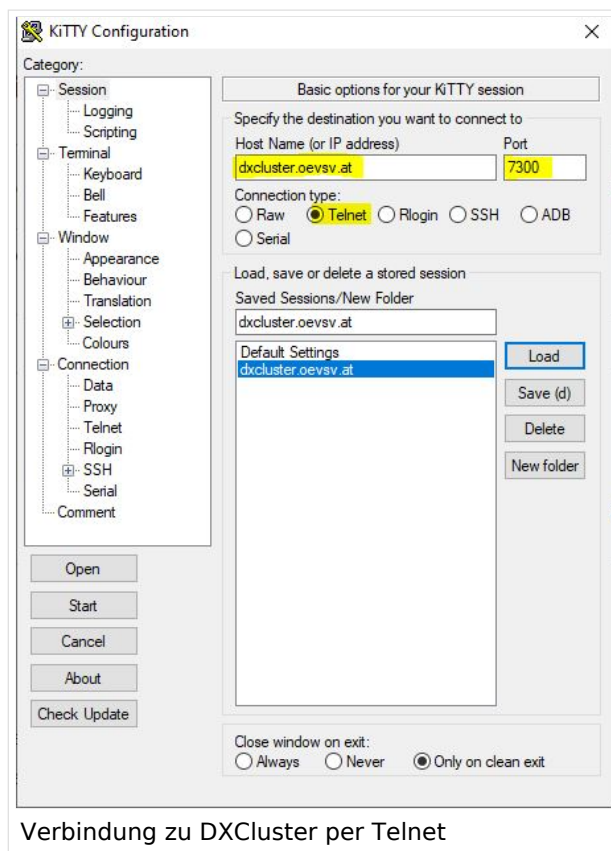 KiTTY Configuration
Category:
Session
Logging
Scripting
Terminal
Keyboard
Bell
Features
Window
Appearance
Behaviour
Translation
Selection
Colours
Connection
Data
Proxy
Telnet
Rlogin
SSH
Serial
Comment
Open
Start
Cancel
About
Check Update
Basic options for your KiTTY session
Specify the destination you want to connect to
Host Name (or IP address) Port
dxcluster.oevsv.at 7300
Connection type:
Raw Telnet Rlogin SSH ADB
Serial
Load, save or delete a stored session
Saved Sessions/New Folder
dxcluster.oevsv.at
Default Settings
dxcluster.oevsv.at
Load
Save (d)
Delete
New folder
Close window on exit:
Always Never Only on clean exit
Verbindung zu DXCluster per Telnet